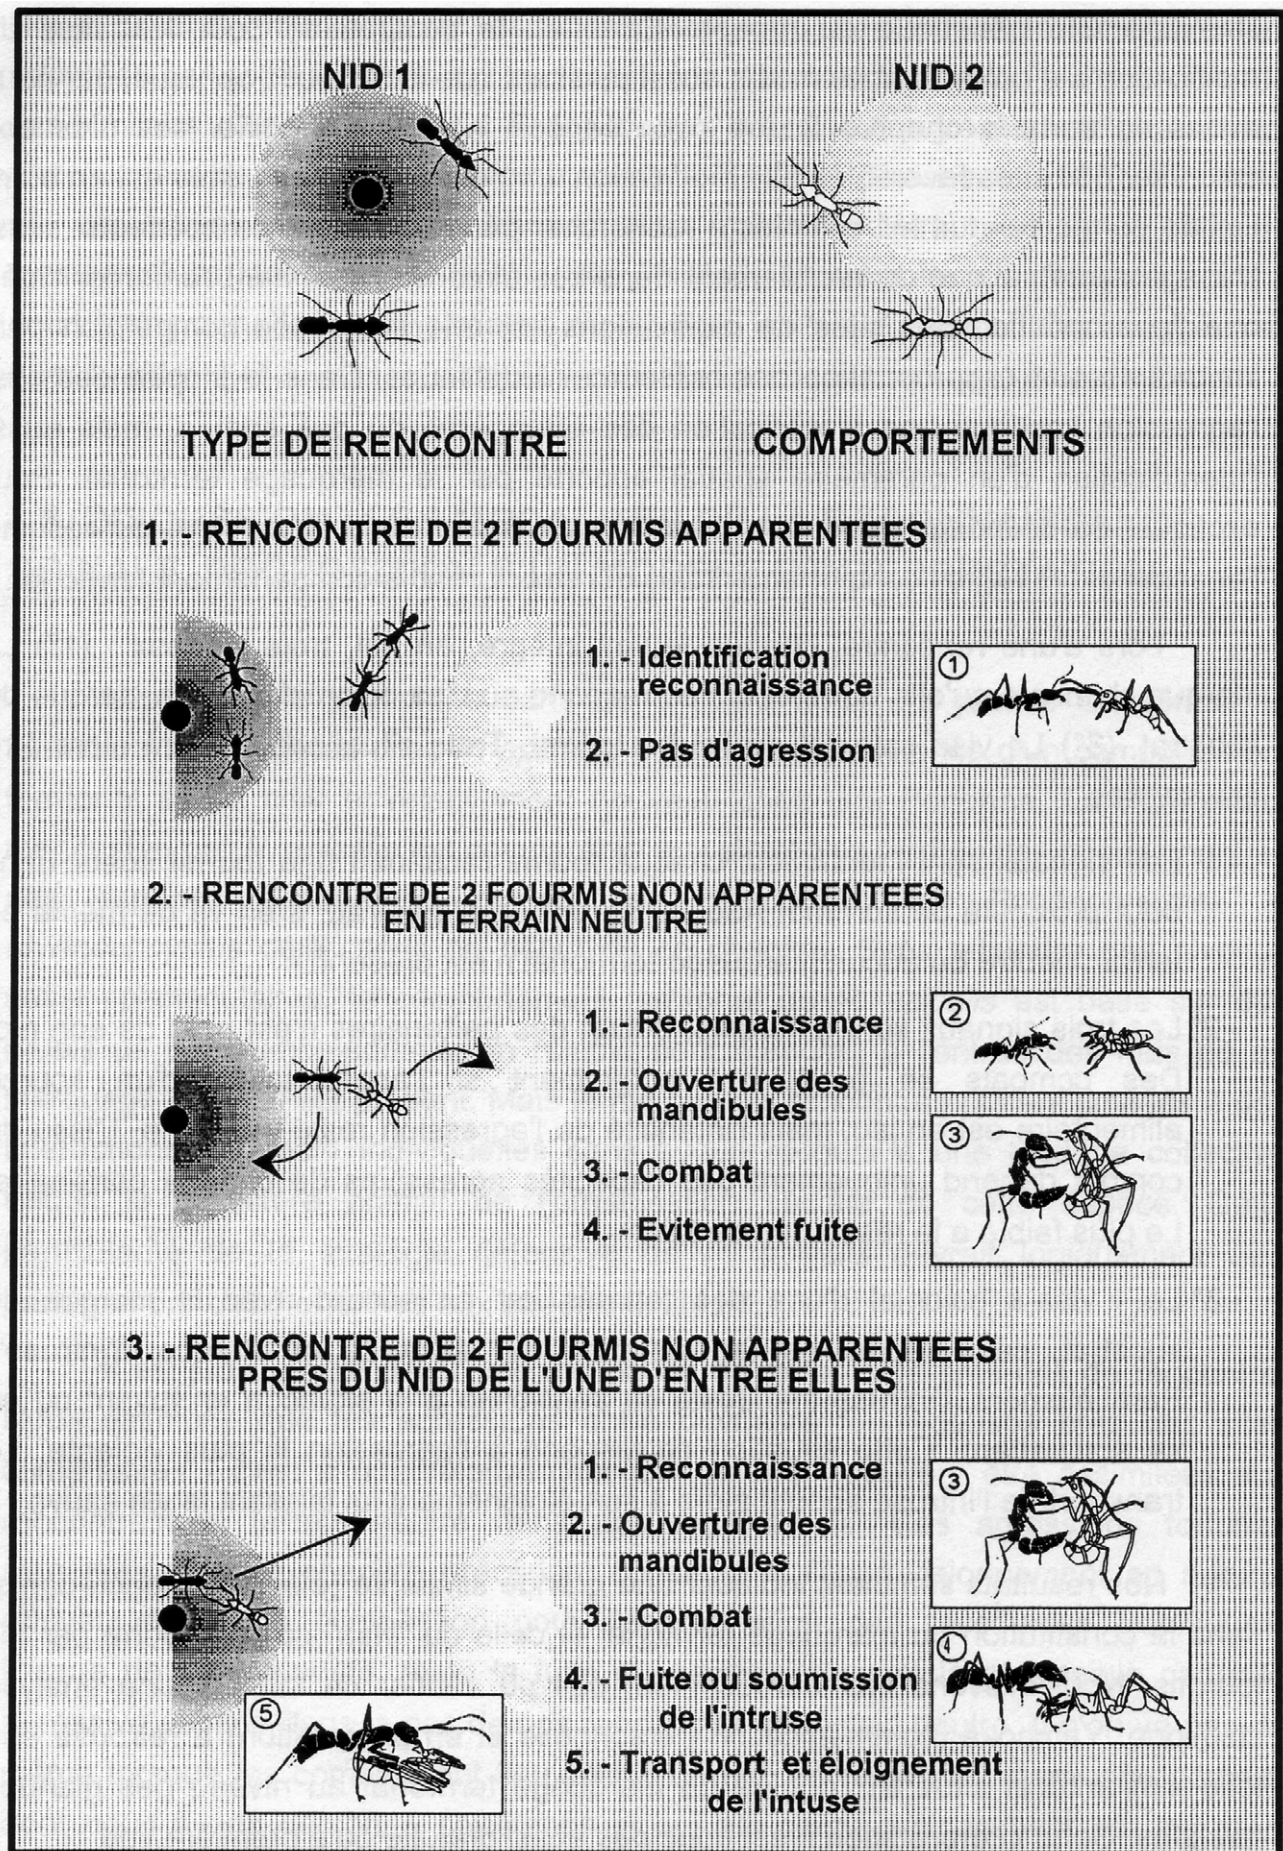 NID 1
NID 2
TYPE DE RENCONTRE
COMPORTEMENTS
1. - RENCONTRE DE 2 FOURMIS APPARENTEES
1. - Identification
reconnaissance
2. - Pas d'agression
1
2. - RENCONTRE DE 2 FOURMIS NON APPARENTEES
EN TERRAIN NEUTRE
1. - Reconnaissance
2. - Ouverture des
mandibules
3. - Combat
4. - Evitement fuite
2
3
3. - RENCONTRE DE 2 FOURMIS NON APPARENTEES
PRES DU NID DE L'UNE D'ENTRE ELLES
1. - Reconnaissance
2. - Ouverture des
mandibules
3. - Combat
4. - Fuite ou soumission
de l'intruse
5. - Transport et éloignement
de l'intuse
3
4
5